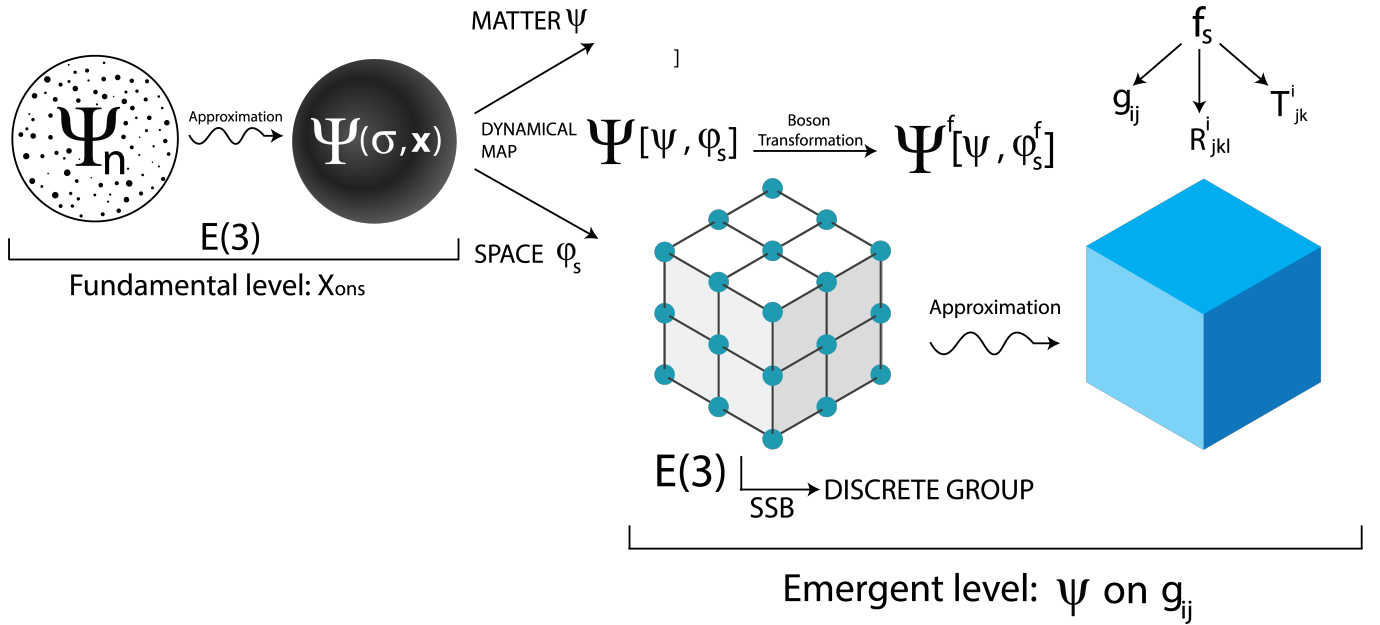 MATTER ψ
]
f_s
g_ij
R^i_jkl
T^i_jk
Ψ_n
Approximation
Ψ(σ,x)
DYNAMICAL
MAP
Ψ[ψ,φ_s]
Boson
Transformation
Ψ^f[ψ,φ_s^f]
E(3)
SPACE φ_s
Fundamental level: Xons
Approximation
E(3)
SSB
DISCRETE GROUP
Emergent level: ψ on g_ij